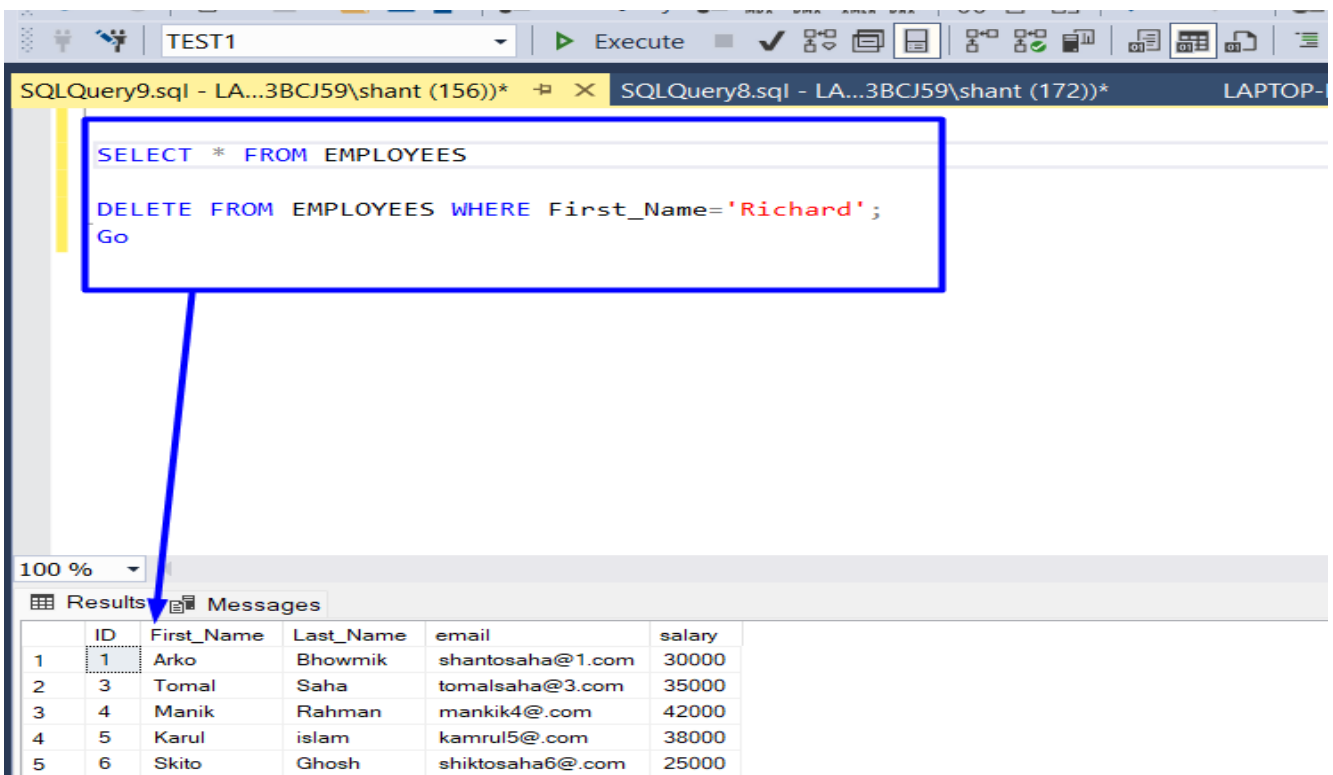 TEST1 Execute
SQLQuery9.sql - LA...3BCJ59\shant (156))* SQLQuery8.sql - LA...3BCJ59\shant (172))* LAPTOP-
SELECT * FROM EMPLOYEES
DELETE FROM EMPLOYEES WHERE First_Name='Richard';
Go
100 %
Results Messages
ID First_Name Last_Name email salary
1 1 Arko Bhowmik shantosaha@1.com 30000
2 3 Tomal Saha tomalsaha@3.com 35000
3 4 Manik Rahman mankik4@.com 42000
4 5 Karul islam kamrul5@.com 38000
5 6 Skito Ghosh shiktosaha6@.com 25000